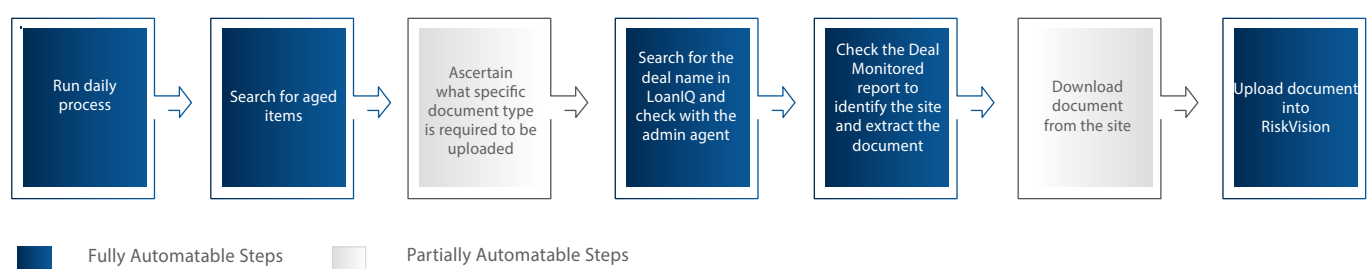 Run daily
process
Search for aged
items
Ascertain
what specific
document type
is required to be
uploaded
Search for the
deal name in
LoanIQ and
check with the
admin agent
Check the Deal
Monitored
report to
identify the site
and extract the
document
Download
document
from the site
Upload document
into
RiskVision
Fully Automatable Steps
Partially Automatable Steps